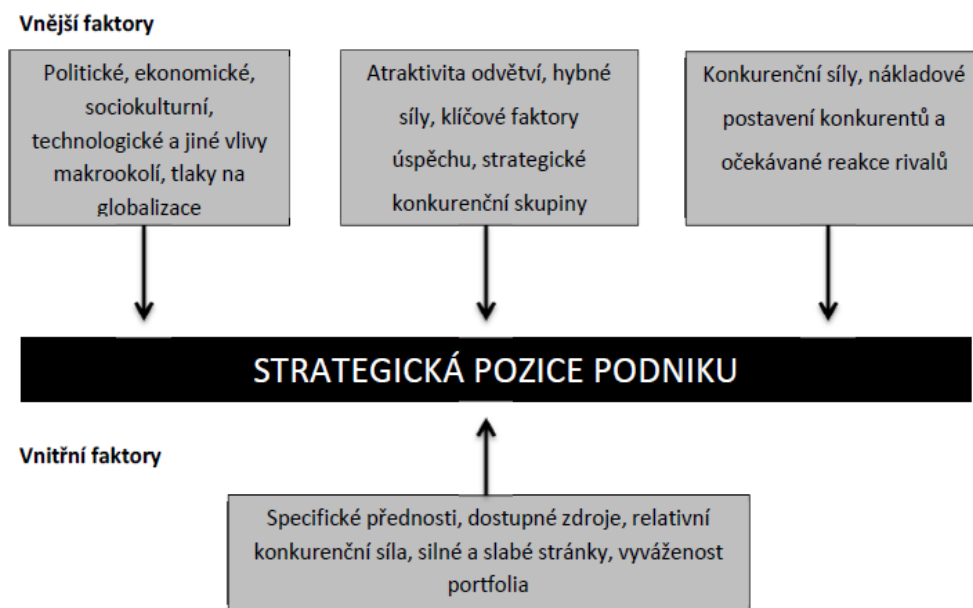 Vnější faktory
Politické, ekonomické,
sociokulturní,
technologické a jiné vlivy
makrookolí, tlaky na
globalizace
Atraktivita odvětví, hybné
síly, klíčové faktory
úspěchu, strategické
konkurenční skupiny
Konkurenční síly, nákladové
postavení konkurentů a
očekávané reakce rivalů
STRATEGICKÁ POZICE PODNIKU
Vnitřní faktory
Specifické přednosti, dostupné zdroje, relativní
konkurenční síla, silné a slabé stránky, vyváženost
portfolia